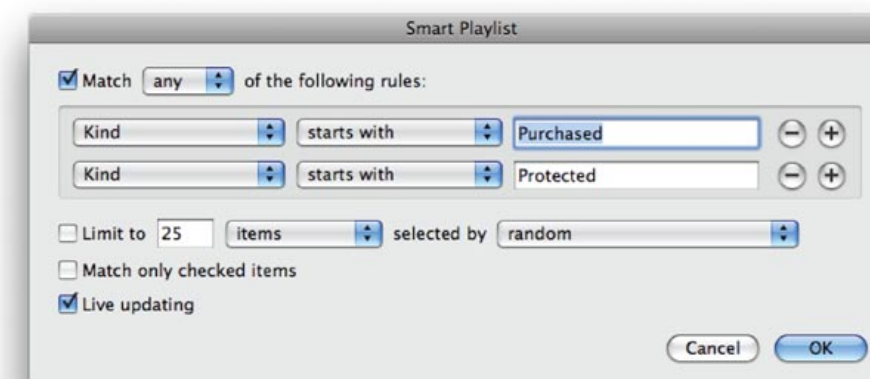 Smart Playlist
Match any of the following rules:
Kind starts with Purchased
Kind starts with Protected
Limit to 25 items selected by random
Match only checked items
Live updating
Cancel OK